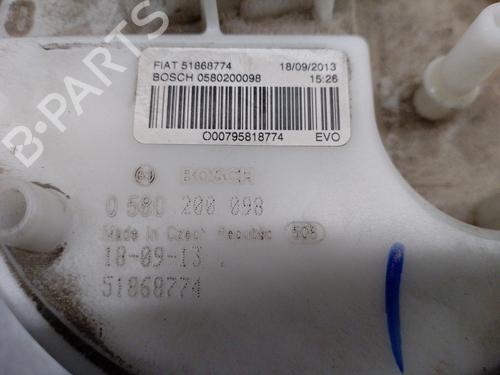 B-Parts
FIAT 51868774 18/09/2013
BOSCH 0580200098 15:26
O00795818774 EVO
BOSCH
0 580 200 098
Made in Czech Republic 505
18-09-13
51868774